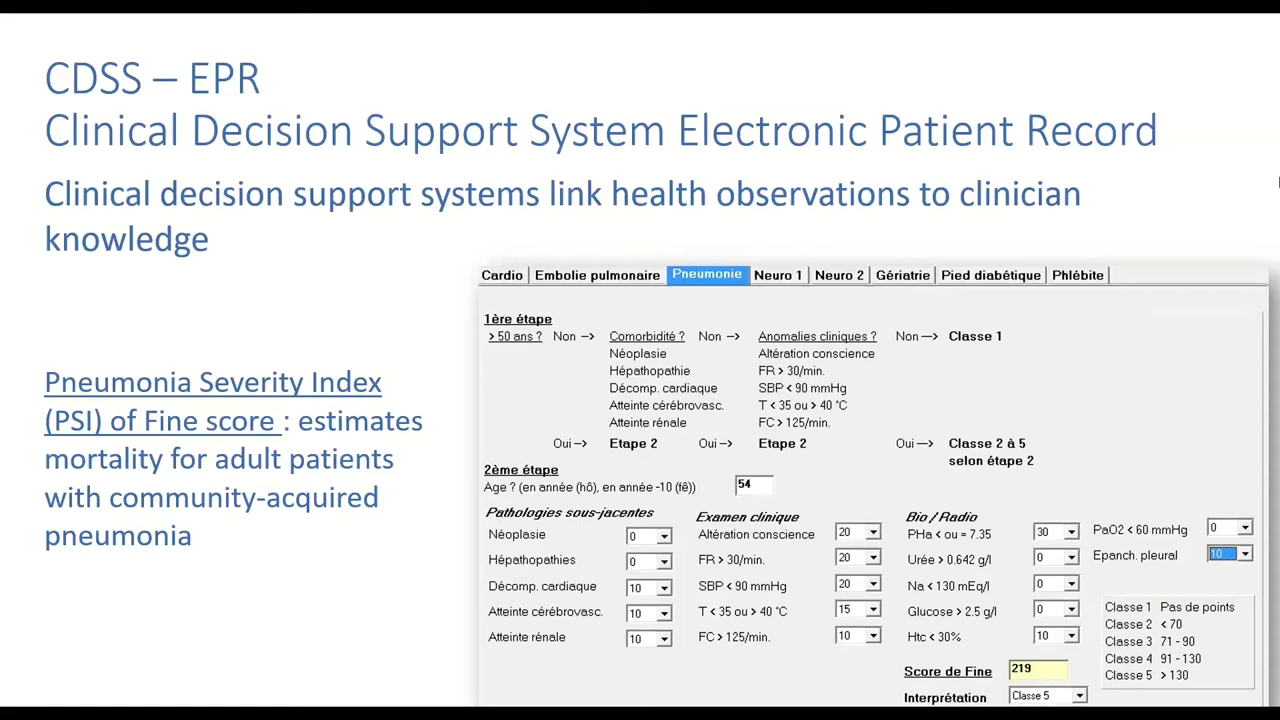 CDSS – EPR
Clinical Decision Support System Electronic Patient Record
Clinical decision support systems link health observations to clinician
knowledge
Pneumonia Severity Index
(PSI) of Fine score : estimates
mortality for adult patients
with community-acquired
pneumonia
Cardio Embolie pulmonaire Pneumonie Neuro 1 Neuro 2 Gériatrie Pied diabétique Phlébite
1ère étape
> 50 ans ? Non -> Comorbidité ? Non -> Anomalies cliniques ? Non --> Classe 1
Néoplasie Altération conscience
Hépathopathie FR > 30/min.
Décomp. cardiaque SBP < 90 mmHg
Atteinte cérébrovasc. T < 35 ou > 40 °C
Atteinte rénale FC > 125/min.
Oui -> Etape 2 Oui -> Etape 2 Oui -> Classe 2 à 5
selon étape 2
2ème étape
Age ? (en année (hô), en année -10 (fê)) 54
Pathologies sous-jacentes Examen clinique Bio / Radio
Néoplasie 0 Altération conscience 20 PHa < ou = 7.35 30 PaO2 < 60 mmHg 0
Hépathopathies 0 FR > 30/min. 20 Urée > 0.642 g/l 0 Epanch. pleural 10
Décomp. cardiaque 10 SBP < 90 mmHg 20 Na < 130 mEq/l 0
Atteinte cérébrovasc. 10 T < 35 ou > 40 °C 15 Glucose > 2.5 g/l 0
Atteinte rénale 10 FC > 125/min. 10 Htc < 30% 10
Classe 1 Pas de points
Classe 2 < 70
Classe 3 71 - 90
Classe 4 91 - 130
Classe 5 > 130
Score de Fine 219
Interprétation Classe 5